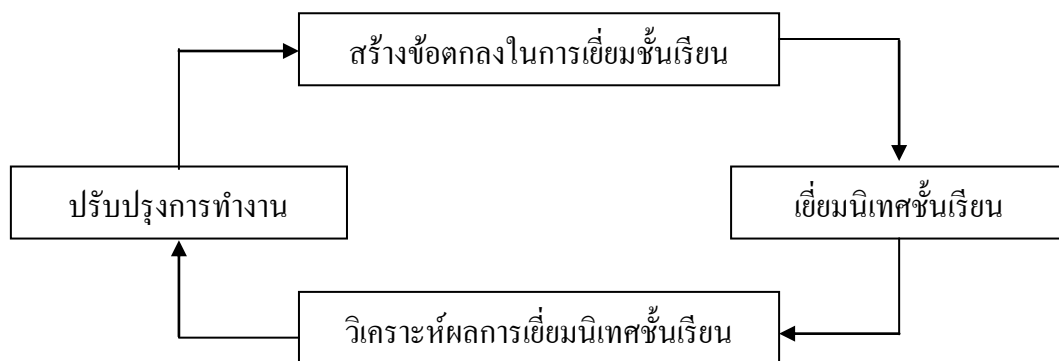 สร้างข้อตกลงในการเยี่ยมชั้นเรียน
ปรับปรุงการทำงาน
เยี่ยมนิเทศชั้นเรียน
วิเคราะห์ผลการเยี่ยมนิเทศชั้นเรียน